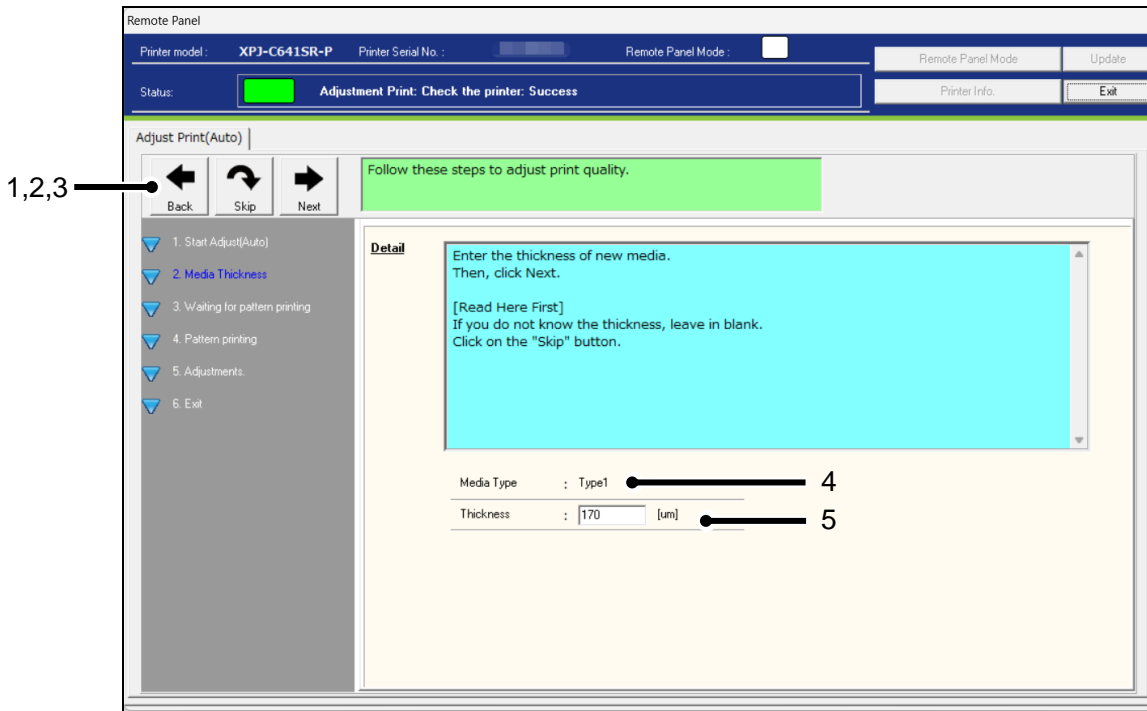 Remote Panel
Printer model : XPJ-C641SR-P Printer Serial No. : Remote Panel Mode :
Remote Panel Mode Update
Status: Adjustment Print: Check the printer: Success
Printer Info. Exit
Adjust Print(Auto)
Follow these steps to adjust print quality.
1,2,3
Back Skip Next
1. Start Adjust(Auto)
2. Media Thickness
3. Waiting for pattern printing
4. Pattern printing
5. Adjustments.
6. Exit
Detail
Enter the thickness of new media.
Then, click Next.
[Read Here First]
If you do not know the thickness, leave in blank.
Click on the "Skip" button.
Media Type : Type1 4
Thickness : 170 [um] 5